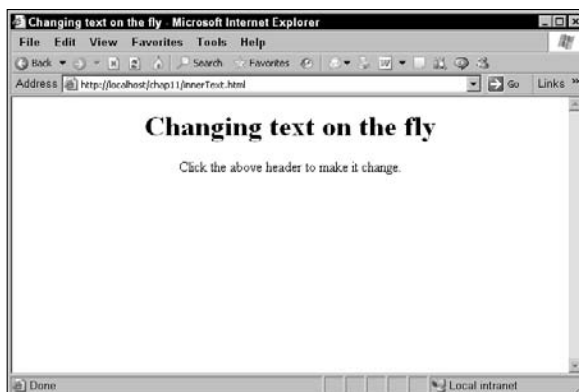 Changing text on the fly - Microsoft Internet Explorer
File Edit View Favorites Tools Help
Back Search Favorites
Address http://localhost/chap11/innerText.html Go Links »
Changing text on the fly
Click the above header to make it change.
Done Local intranet